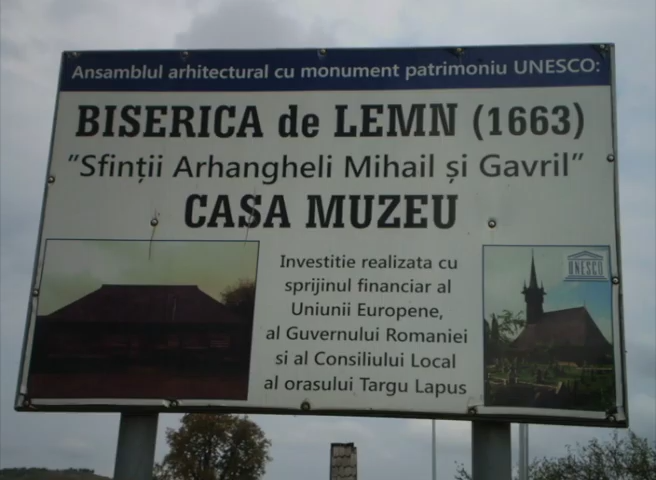 Ansamblul arhitectural cu monument patrimoniu UNESCO:
BISERICA de LEMN (1663)
"Sfinții Arhangheli Mihail și Gavril"
CASA MUZEU
Investitie realizata cu
sprijinul financiar al
Uniunii Europene,
al Guvernului Romaniei
si al Consiliului Local
al orasului Targu Lapus
UNESCO